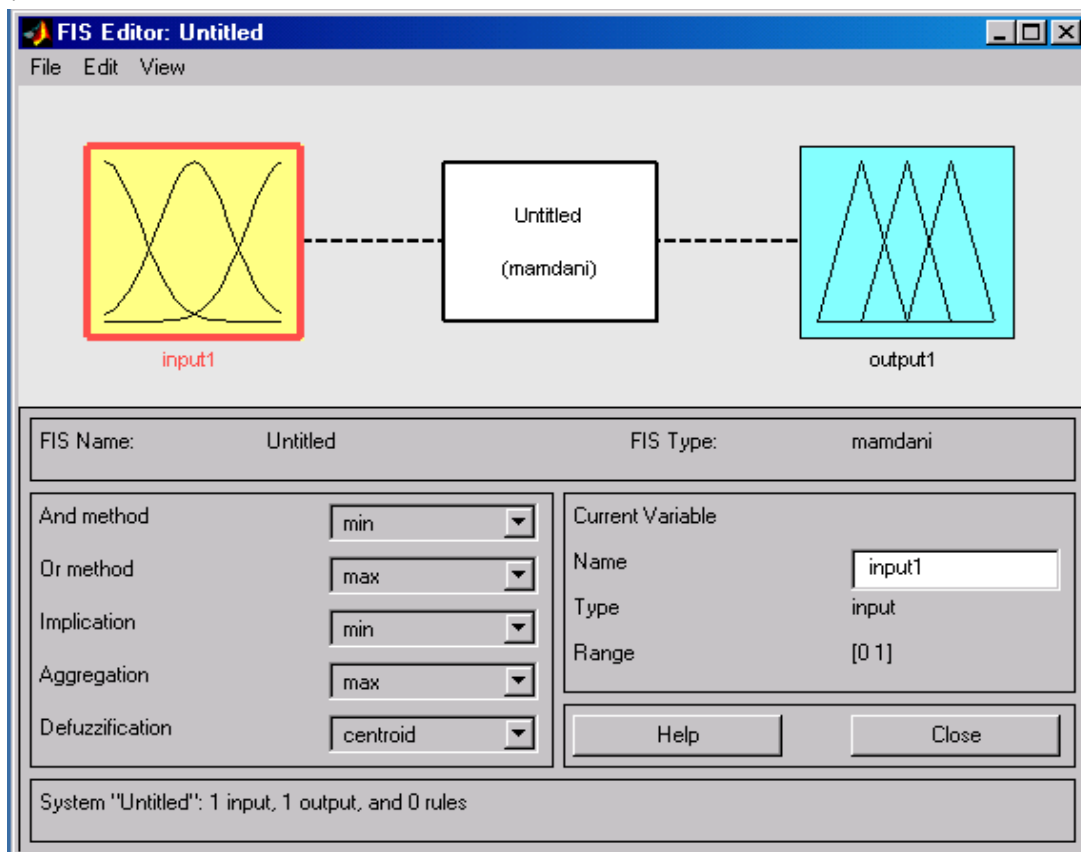 FIS Editor: Untitled
File Edit View
Untitled
(mamdani)
input1
output1
FIS Name: Untitled FIS Type: mamdani
And method min
Or method max
Implication min
Aggregation max
Defuzzification centroid
Current Variable
Name input1
Type input
Range [0 1]
Help Close
System "Untitled": 1 input, 1 output, and 0 rules